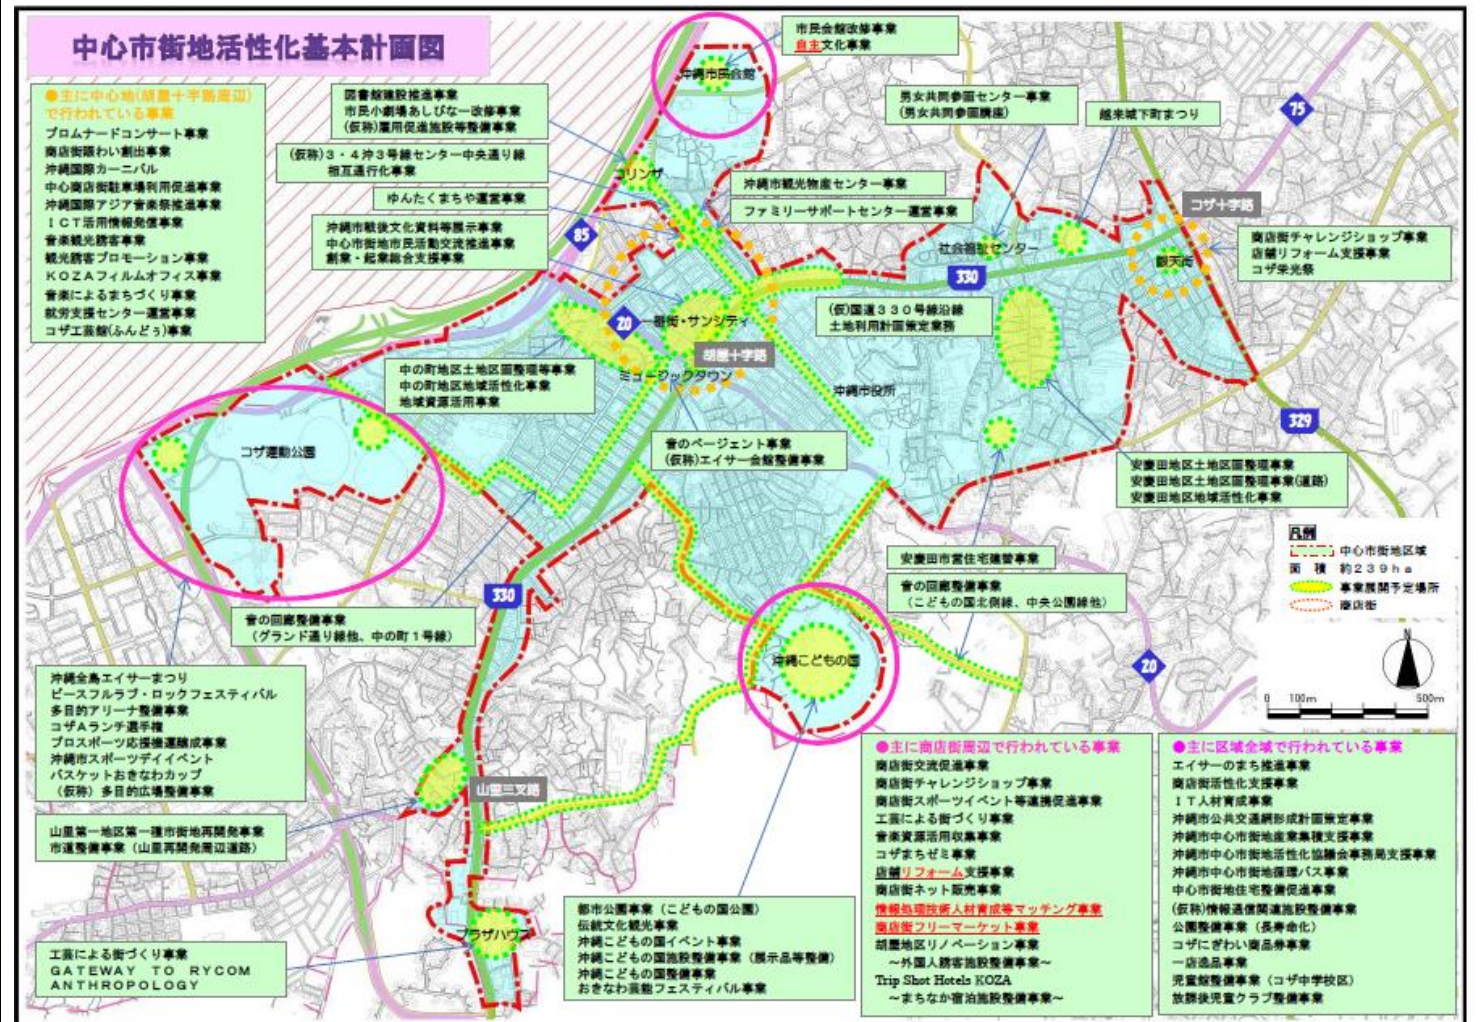 中心市街地活性化基本計画図
●主に中心地(胡屋十字路周辺)
で行われている事業
プロムナードコンサート事業
商店街賑わい創出事業
沖縄国際カーニバル
中心商店街駐車場利用促進事業
沖縄国際アジア音楽祭推進事業
ICT活用情報発信事業
音楽観光誘客事業
観光誘客プロモーション事業
KOZAフィルムオフィス事業
音楽によるまちづくり事業
就労支援センター運営事業
コザ工芸館(ふんどぅ)事業
図書館建設推進事業
市民小劇場あしびなー改修事業
(仮称)雇用促進施設等整備事業
(仮称)3・4沖3号線センター中央通り線
相互通行化事業
ゆんたくまちや運営事業
沖縄市戦後文化資料等展示事業
中心市街地市民活動交流推進事業
創業・起業総合支援事業
市民会館改修事業
自主文化事業
沖縄市民会館
男女共同参画センター事業
(男女共同参画講座)
越来城下町まつり
75
コリンザ
沖縄市観光物産センター事業
ファミリーサポートセンター運営事業
85
コザ十字路
社会福祉センター
銀天街
商店街チャレンジショップ事業
店舗リフォーム支援事業
コザ栄光祭
330
(仮)国道330号線沿線
土地利用計画策定業務
20
一番街・サンシティ
胡屋十字路
ミュージックタウン
沖縄市役所
中の町地区土地区画整理等事業
中の町地区地域活性化事業
地域資源活用事業
329
コザ運動公園
音のページェント事業
(仮称)エイサー会館整備事業
安慶田地区土地区画整理事業
安慶田地区土地区画整理事業(道路)
安慶田地区地域活性化事業
凡例
中心市街地区域
面 積 約239ha
事業展開予定場所
商店街
安慶田市営住宅建替事業
音の回廊整備事業
(こどもの国北側線、中央公園線他)
330
音の回廊整備事業
(グランド通り線他、中の町1号線)
沖縄こどもの国
20
N
0 100m 500m
沖縄全島エイサーまつり
ピースフルラブ・ロックフェスティバル
多目的アリーナ整備事業
コザAランチ選手権
プロスポーツ応援機運醸成事業
沖縄市スポーツデイイベント
バスケットおきなわカップ
(仮称)多目的広場整備事業
山里三叉路
山里第一地区第一種市街地再開発事業
市道整備事業(山里再開発周辺道路)
プラザハウス
工芸による街づくり事業
GATEWAY TO RYCOM
ANTHROPOLOGY
都市公園事業(こどもの国公園)
伝統文化観光事業
沖縄こどもの国イベント事業
沖縄こどもの国施設整備事業(展示品等整備)
沖縄こどもの国整備事業
おきなわ芸能フェスティバル事業
●主に商店街周辺で行われている事業
商店街交流促進事業
商店街チャレンジショップ事業
商店街スポーツイベント等連携促進事業
工芸による街づくり事業
音楽資源活用収集事業
コザまちゼミ事業
店舗リフォーム支援事業
商店街ネット販売事業
情報処理技術人材育成等マッチング事業
商店街フリーマーケット事業
胡屋地区リノベーション事業
~外国人誘客施設整備事業~
Trip Shot Hotels KOZA
~まちなか宿泊施設整備事業~
●主に区域全域で行われている事業
エイサーのまち推進事業
商店街活性化支援事業
IT人材育成事業
沖縄市公共交通網形成計画策定事業
沖縄市中心市街地産業集積支援事業
沖縄市中心市街地活性化協議会事務局支援事業
沖縄市中心市街地循環バス事業
中心市街地住宅整備促進事業
(仮称)情報通信関連施設整備事業
公園整備事業(長寿命化)
コザにぎわい商品券事業
一店逸品事業
児童館整備事業(コザ中学校区)
放課後児童クラブ整備事業